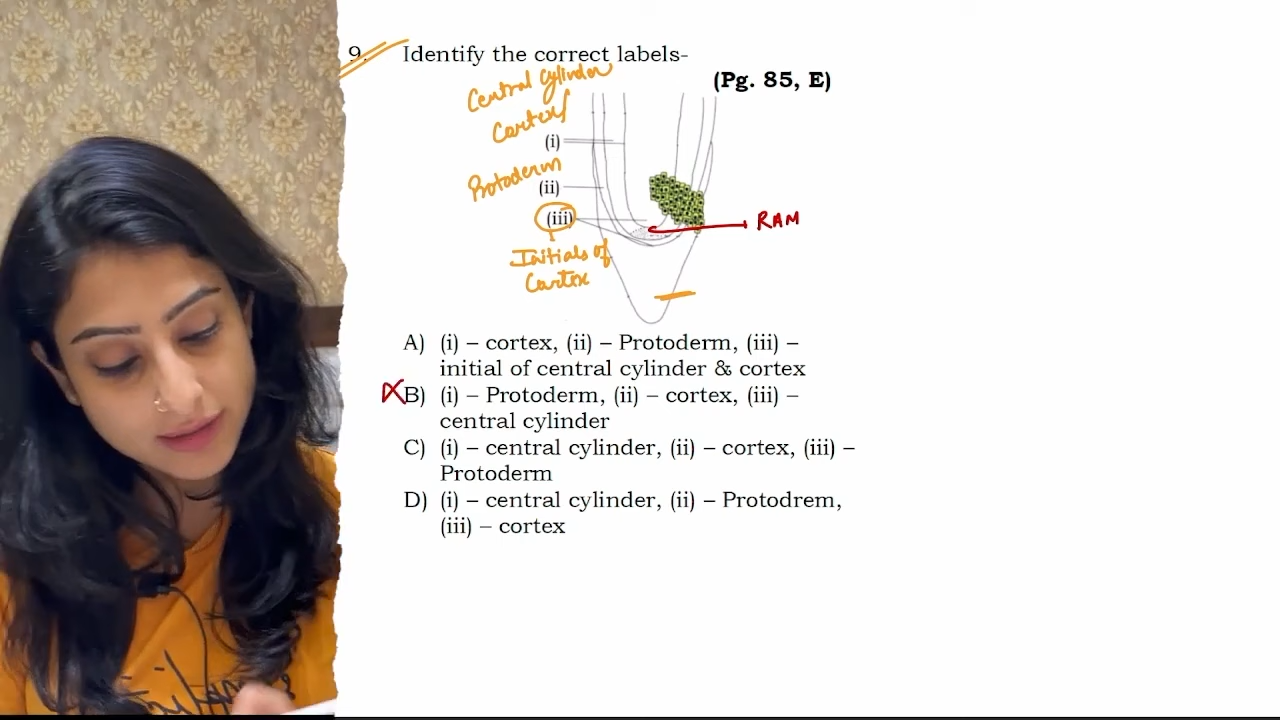 9. Identify the correct labels-
(Pg. 85, E)
Central Cylinder
Cortex
(i)
Protoderm
(ii)
(iii)
RAM
Initials of
Cortex
A) (i) – cortex, (ii) – Protoderm, (iii) –
initial of central cylinder & cortex
B) (i) – Protoderm, (ii) – cortex, (iii) –
central cylinder
C) (i) – central cylinder, (ii) – cortex, (iii) –
Protoderm
D) (i) – central cylinder, (ii) – Protodrem,
(iii) – cortex